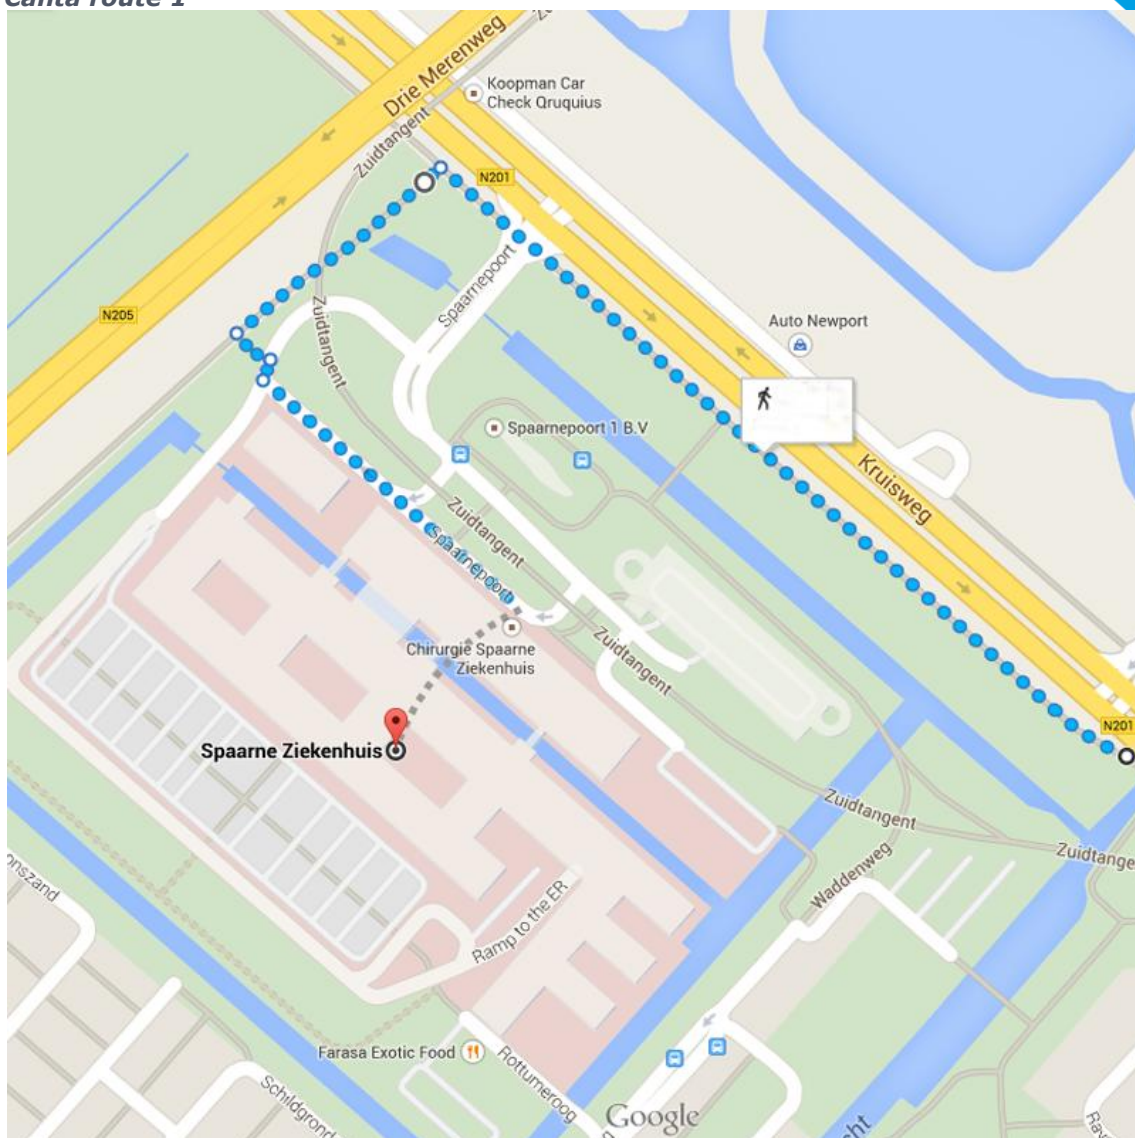 Canta route 1
Zuidtangent
Drie Merenweg
Koopman Car
Check Qruquius
Zuidtangent
N201
N205
Zuidtangent
Spaarnepoort
Auto Newport
Spaarnepoort 1 B.V
Kruisweg
Zuidtangent
Spaarnepoort
Zuidtangent
Chirurgie Spaarne
Ziekenhuis
Spaarne Ziekenhuis
N201
Zuidtangent
Zuidtange
Waddenweg
onszand
Ramp to the ER
Farasa Exotic Food
Rottumeroog
Schildgrond
Google
cht